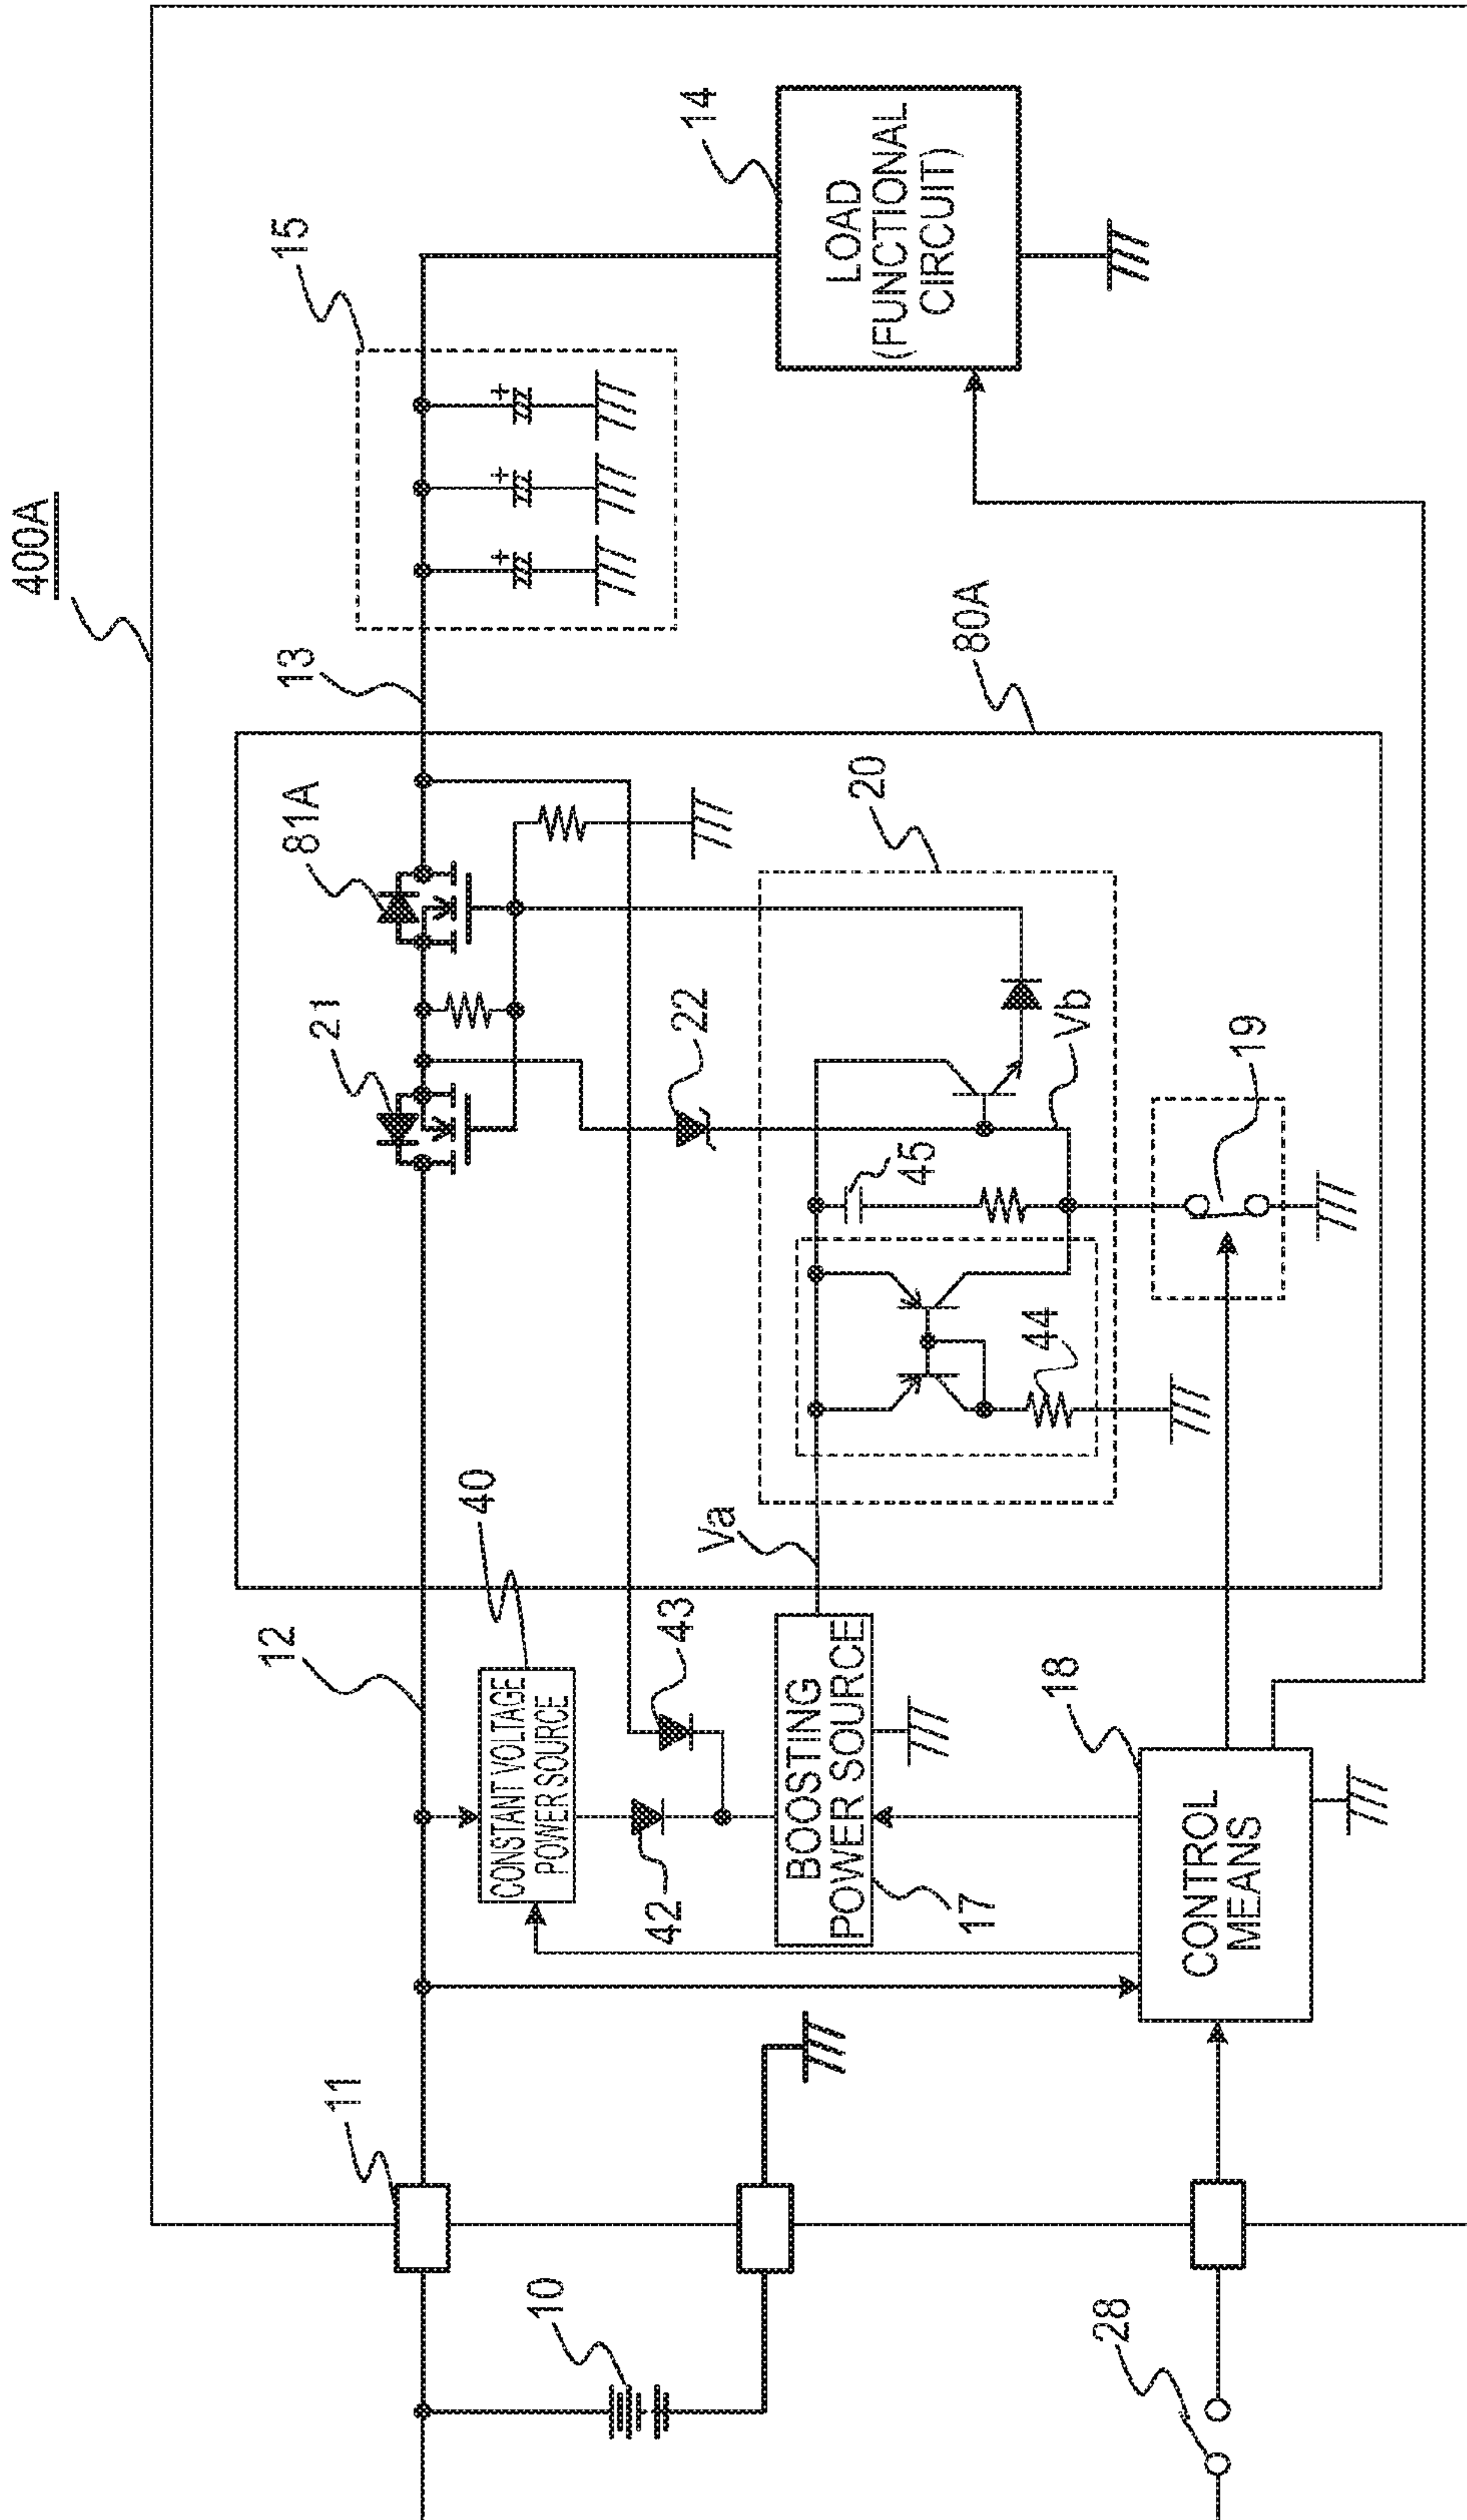 400A
15
14
LOAD
(FUNCTIONAL
CIRCUIT)
13
80A
81A
21
20
22
Vb
19
45
44
Va
40
12
CONSTANT VOLTAGE
POWER SOURCE
43
18
42
BOOSTING
POWER SOURCE
17
CONTROL
MEANS
11
10
28
+
+
+